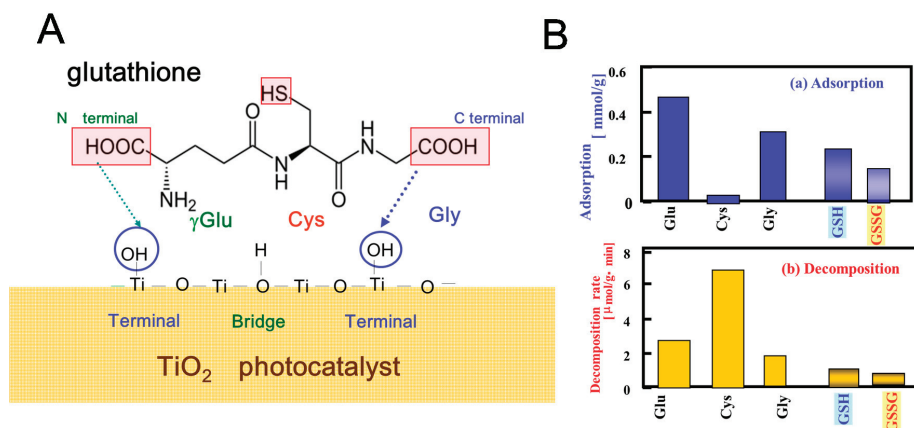 A
glutathione
HS
N terminal
C terminal
HOOC
O
H
N
COOH
N
H
O
NH2
γGlu
Cys
Gly
OH
H
OH
Ti
O
Ti
O
Ti
O
Ti
O
Terminal
Bridge
Terminal
TiO2 photocatalyst
B
(a) Adsorption
Adsorption
[ mmol/g]
0.6
0.4
0.2
0
Glu
Cys
Gly
GSH
GSSG
(b) Decomposition
Decomposition rate
[μmol/g· min]
8
6
4
2
0
Glu
Cys
Gly
GSH
GSSG